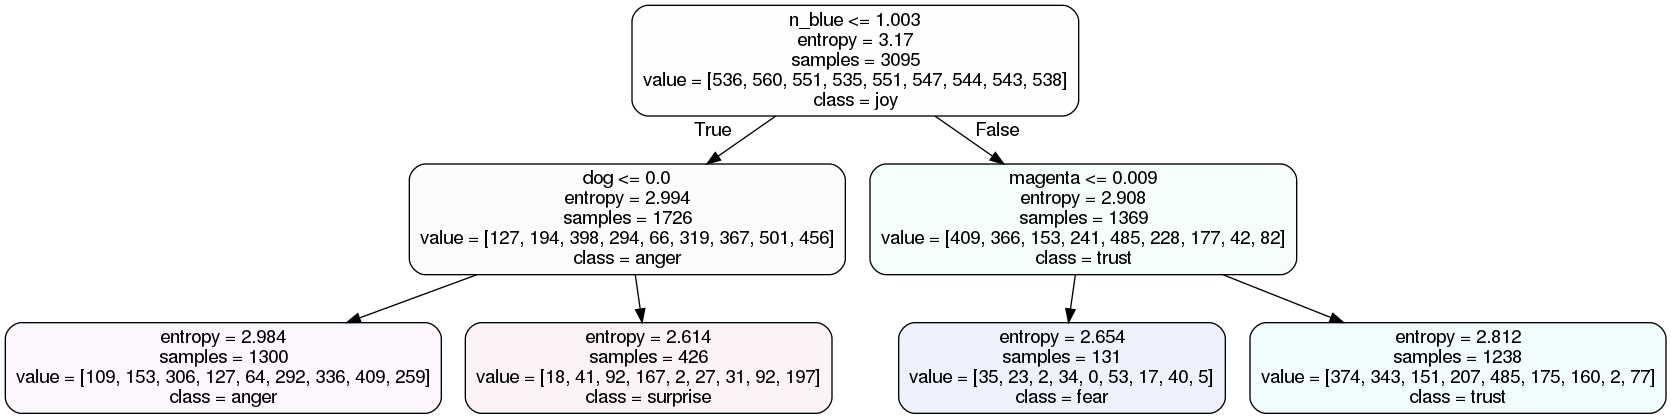 n_blue <= 1.003
entropy = 3.17
samples = 3095
value = [536, 560, 551, 535, 551, 547, 544, 543, 538]
class = joy
True
False
dog <= 0.0
entropy = 2.994
samples = 1726
value = [127, 194, 398, 294, 66, 319, 367, 501, 456]
class = anger
magenta <= 0.009
entropy = 2.908
samples = 1369
value = [409, 366, 153, 241, 485, 228, 177, 42, 82]
class = trust
entropy = 2.984
samples = 1300
value = [109, 153, 306, 127, 64, 292, 336, 409, 259]
class = anger
entropy = 2.614
samples = 426
value = [18, 41, 92, 167, 2, 27, 31, 92, 197]
class = surprise
entropy = 2.654
samples = 131
value = [35, 23, 2, 34, 0, 53, 17, 40, 5]
class = fear
entropy = 2.812
samples = 1238
value = [374, 343, 151, 207, 485, 175, 160, 2, 77]
class = trust